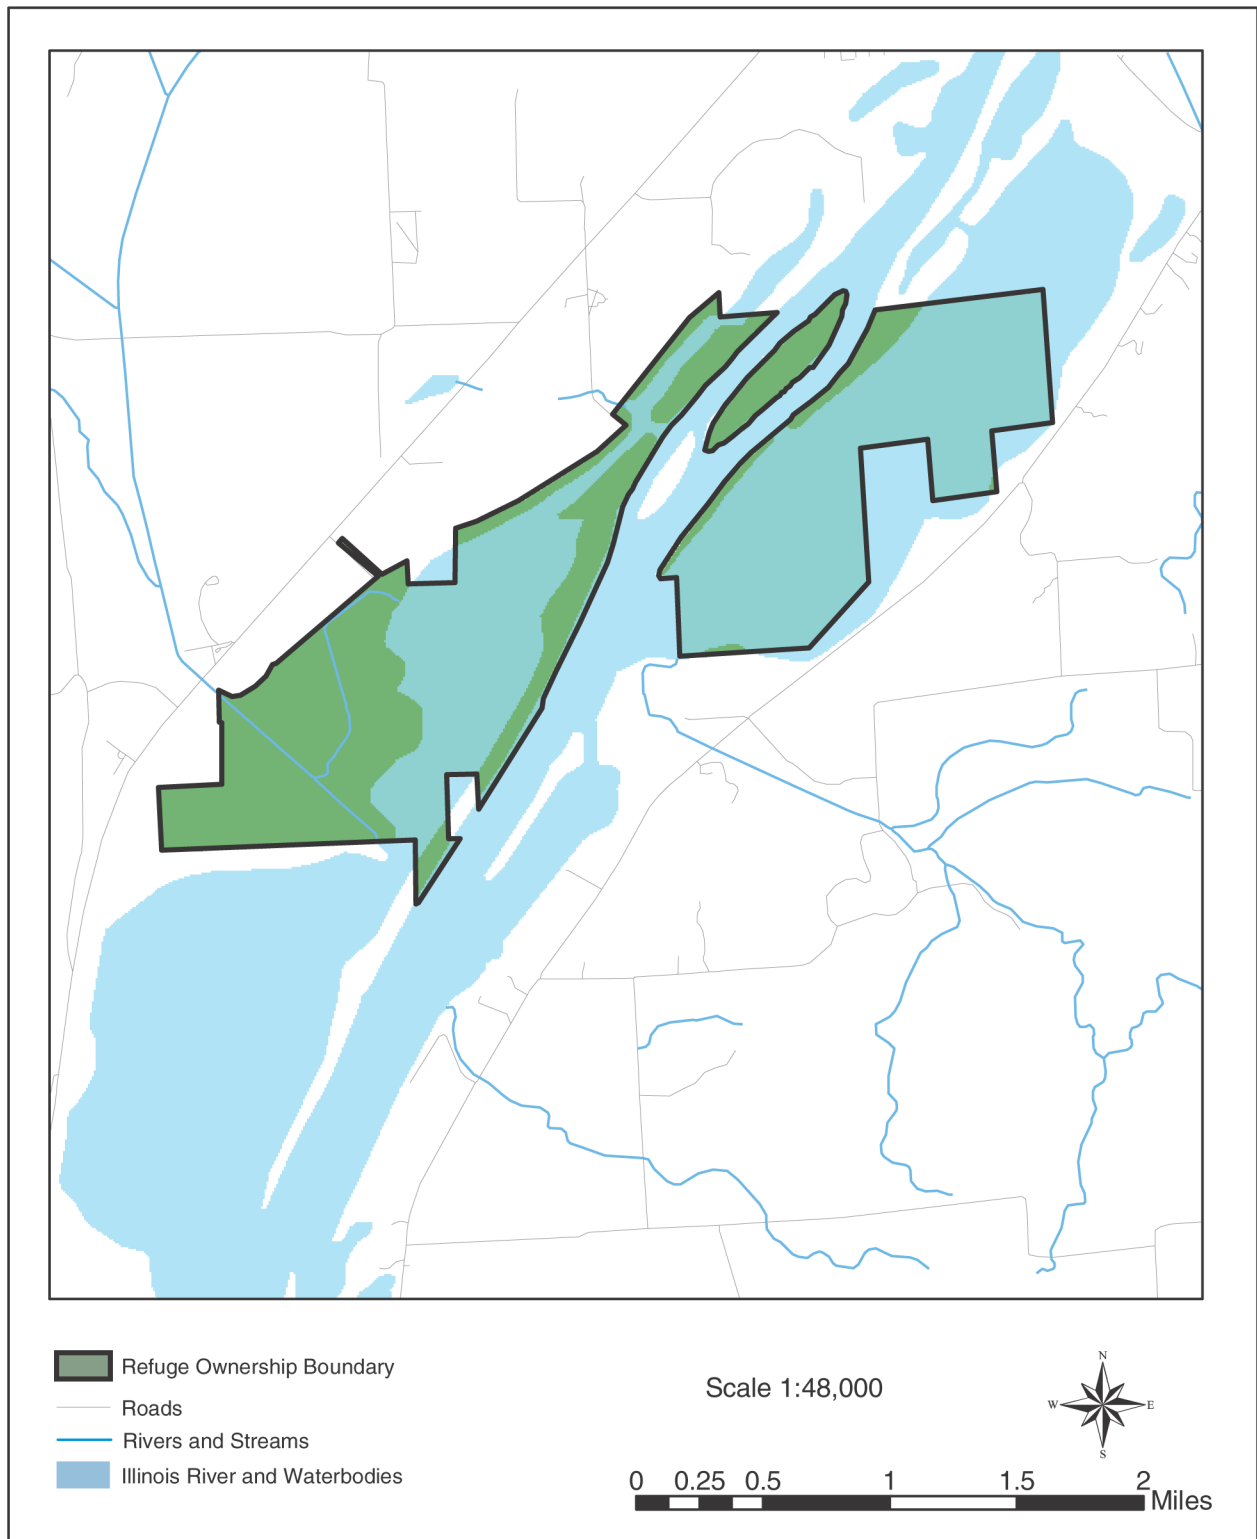 Refuge Ownership Boundary
Roads
Rivers and Streams
Illinois River and Waterbodies
Scale 1:48,000
N
W E
S
0 0.25 0.5 1 1.5 2
Miles